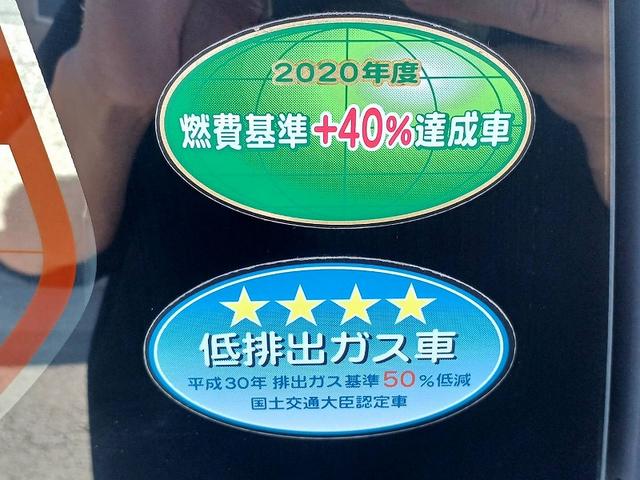 2020年度
燃費基準+40%達成車
低排出ガス車
平成30年 排出ガス基準50%低減
国土交通大臣認定車